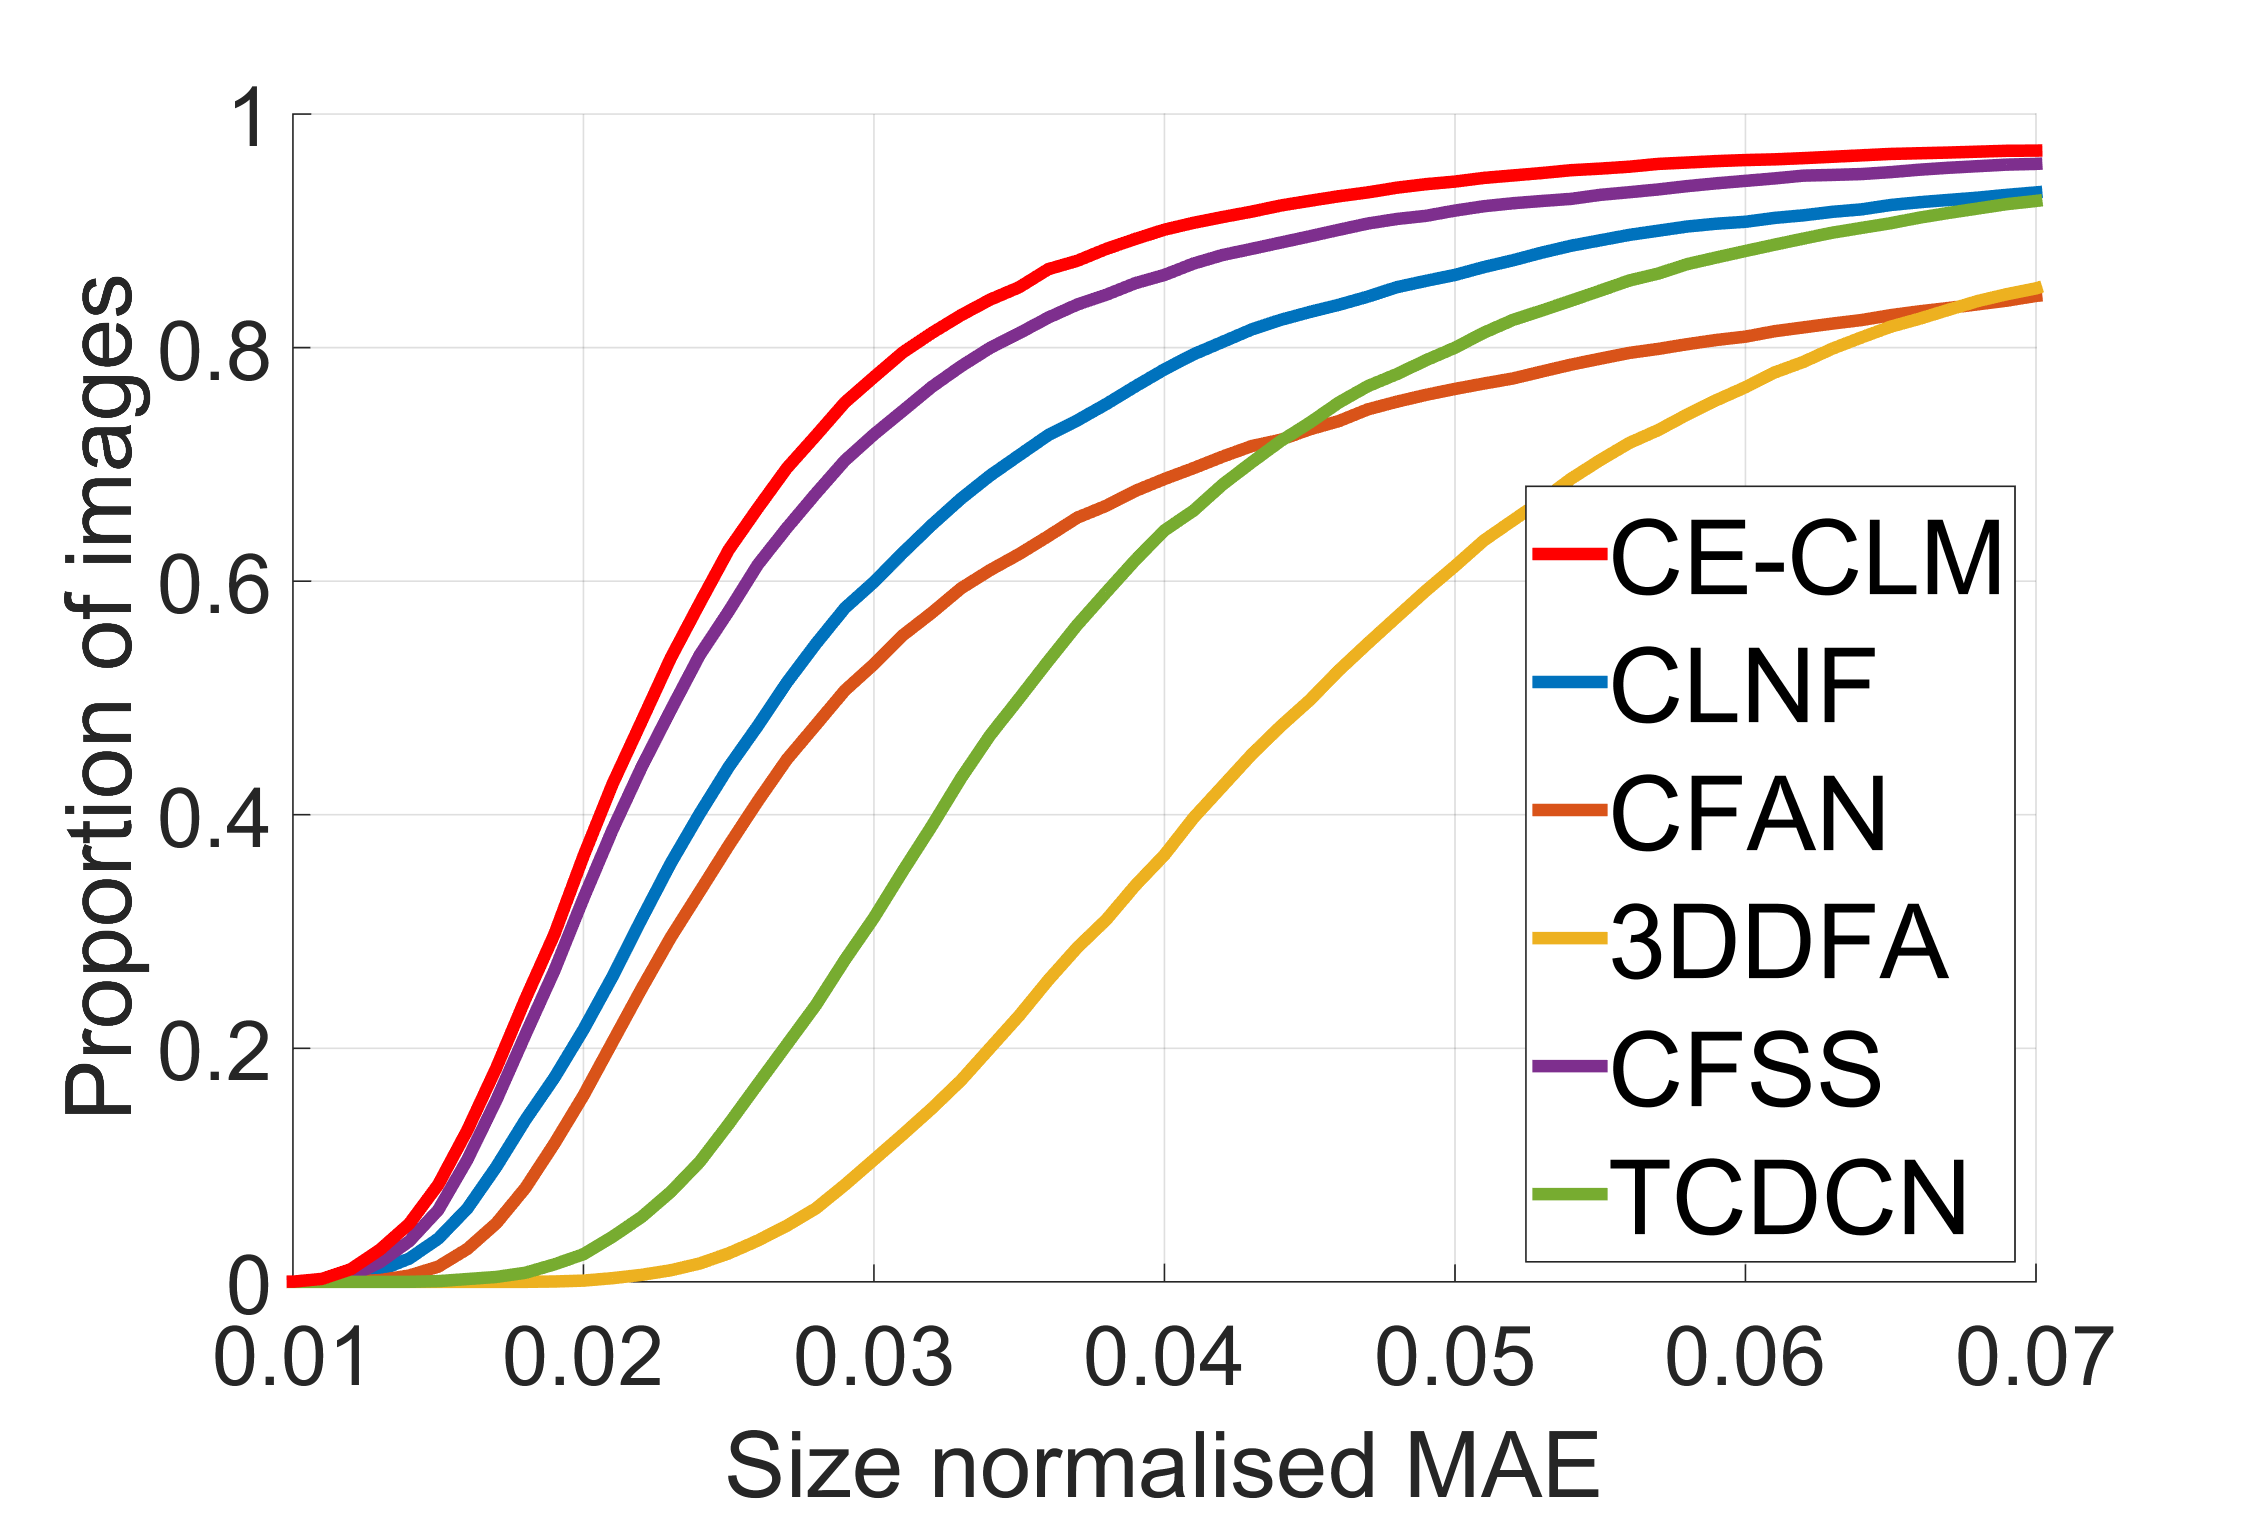 Proportion of images
1
0.8
0.6
0.4
0.2
0
0.01 0.02 0.03 0.04 0.05 0.06 0.07
Size normalised MAE
CE-CLM
CLNF
CFAN
3DDFA
CFSS
TCDCN